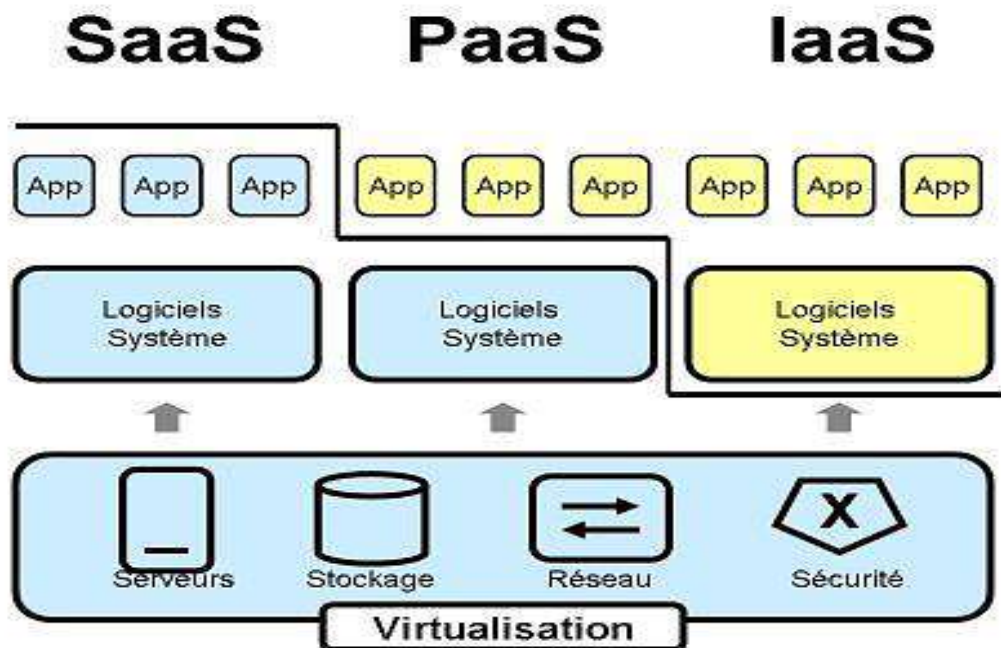 SaaS PaaS IaaS
App App App App App App App App App
Logiciels Logiciels Logiciels
Système Système Système
Serveurs Stockage Réseau Sécurité
X
Virtualisation